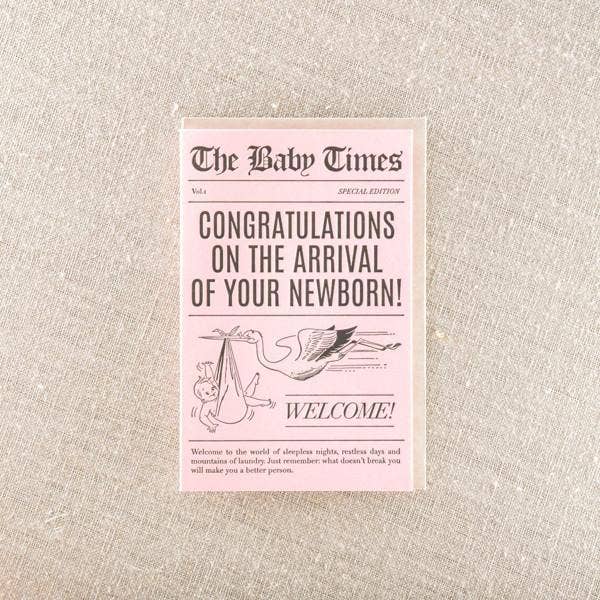 The Baby Times
Vol.1 SPECIAL EDITION
CONGRATULATIONS
ON THE ARRIVAL
OF YOUR NEWBORN!
WELCOME!
Welcome to the world of sleepless nights, restless days and
mountains of laundry. Just remember: what doesn't break you
will make you a better person.